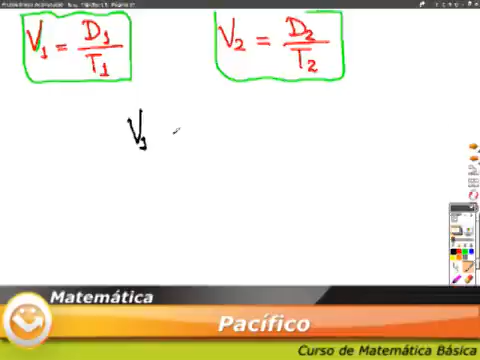 V₁ = D₁/T₁
V₂ = D₂/T₂
V₁
Matemática
Pacífico
Curso de Matemática Básica